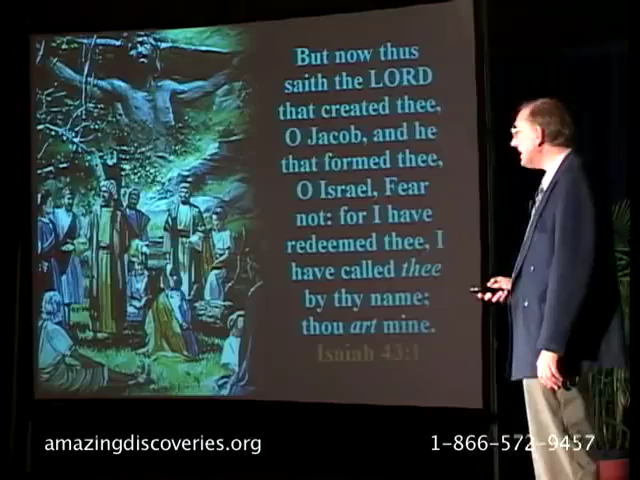 But now thus
saith the LORD
that created thee,
O Jacob, and he
that formed thee,
O Israel, Fear
not: for I have
redeemed thee, I
have called thee
by thy name;
thou art mine.
Isaiah 43:1
amazingdiscoveries.org
1-866-572-9457